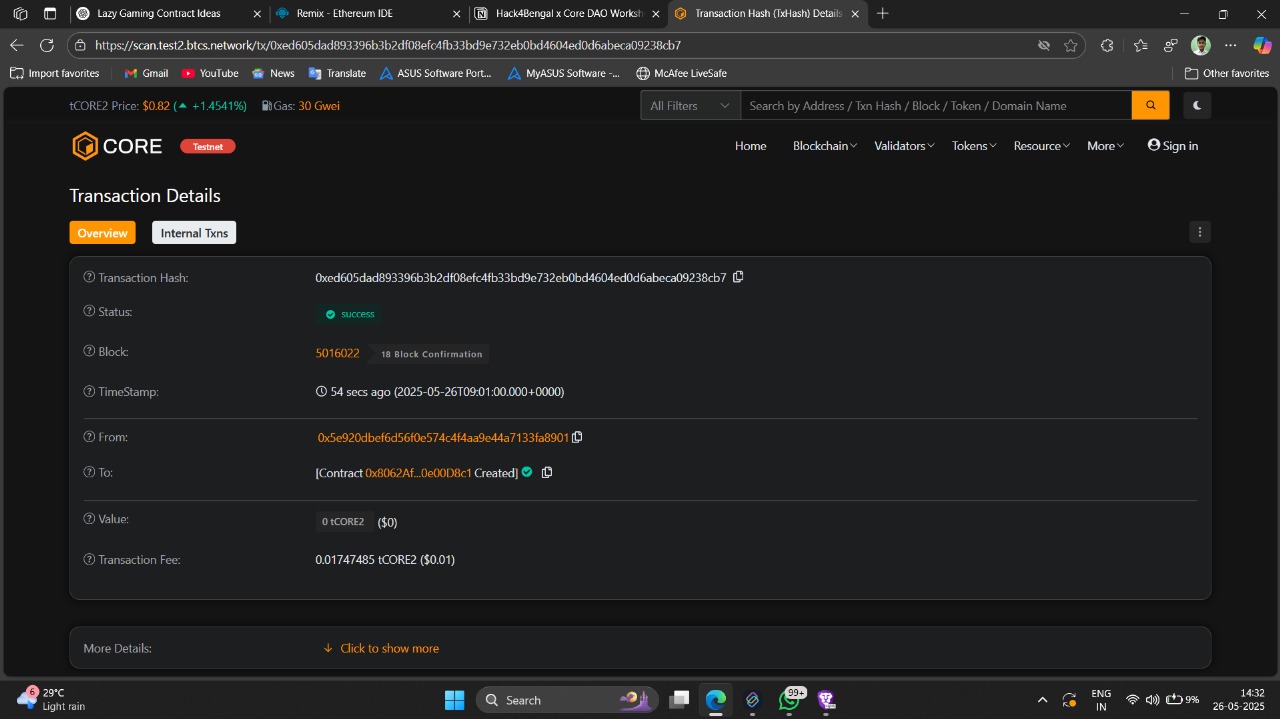 Lazy Gaming Contract Ideas
Remix - Ethereum IDE
Hack4Bengal x Core DAO Worksh
Transaction Hash (TxHash) Details
https://scan.test2.btcs.network/tx/0xed605dad893396b3b2df08efc4fb33bd9e732eb0bd4604ed0d6abeca09238cb7
Import favorites
Gmail
YouTube
News
Translate
ASUS Software Port...
MyASUS Software -...
McAfee LiveSafe
Other favorites
tCORE2 Price: $0.82 ( +1.4541%) Gas: 30 Gwei
All Filters
Search by Address / Txn Hash / Block / Token / Domain Name
CORE Testnet
Home Blockchain Validators Tokens Resource More Sign in
Transaction Details
Overview Internal Txns
Transaction Hash: 0xed605dad893396b3b2df08efc4fb33bd9e732eb0bd4604ed0d6abeca09238cb7
Status: success
Block: 5016022 18 Block Confirmation
TimeStamp: 54 secs ago (2025-05-26T09:01:00.000+0000)
From: 0x5e920dbef6d56f0e574c4f4aa9e44a7133fa8901
To: [Contract 0x8062Af...0e00D8c1 Created]
Value: 0 tCORE2 ($0)
Transaction Fee: 0.01747485 tCORE2 ($0.01)
More Details: Click to show more
6
29°C
Light rain
Search
99+
ENG
IN
9%
14:32
26-05-2025